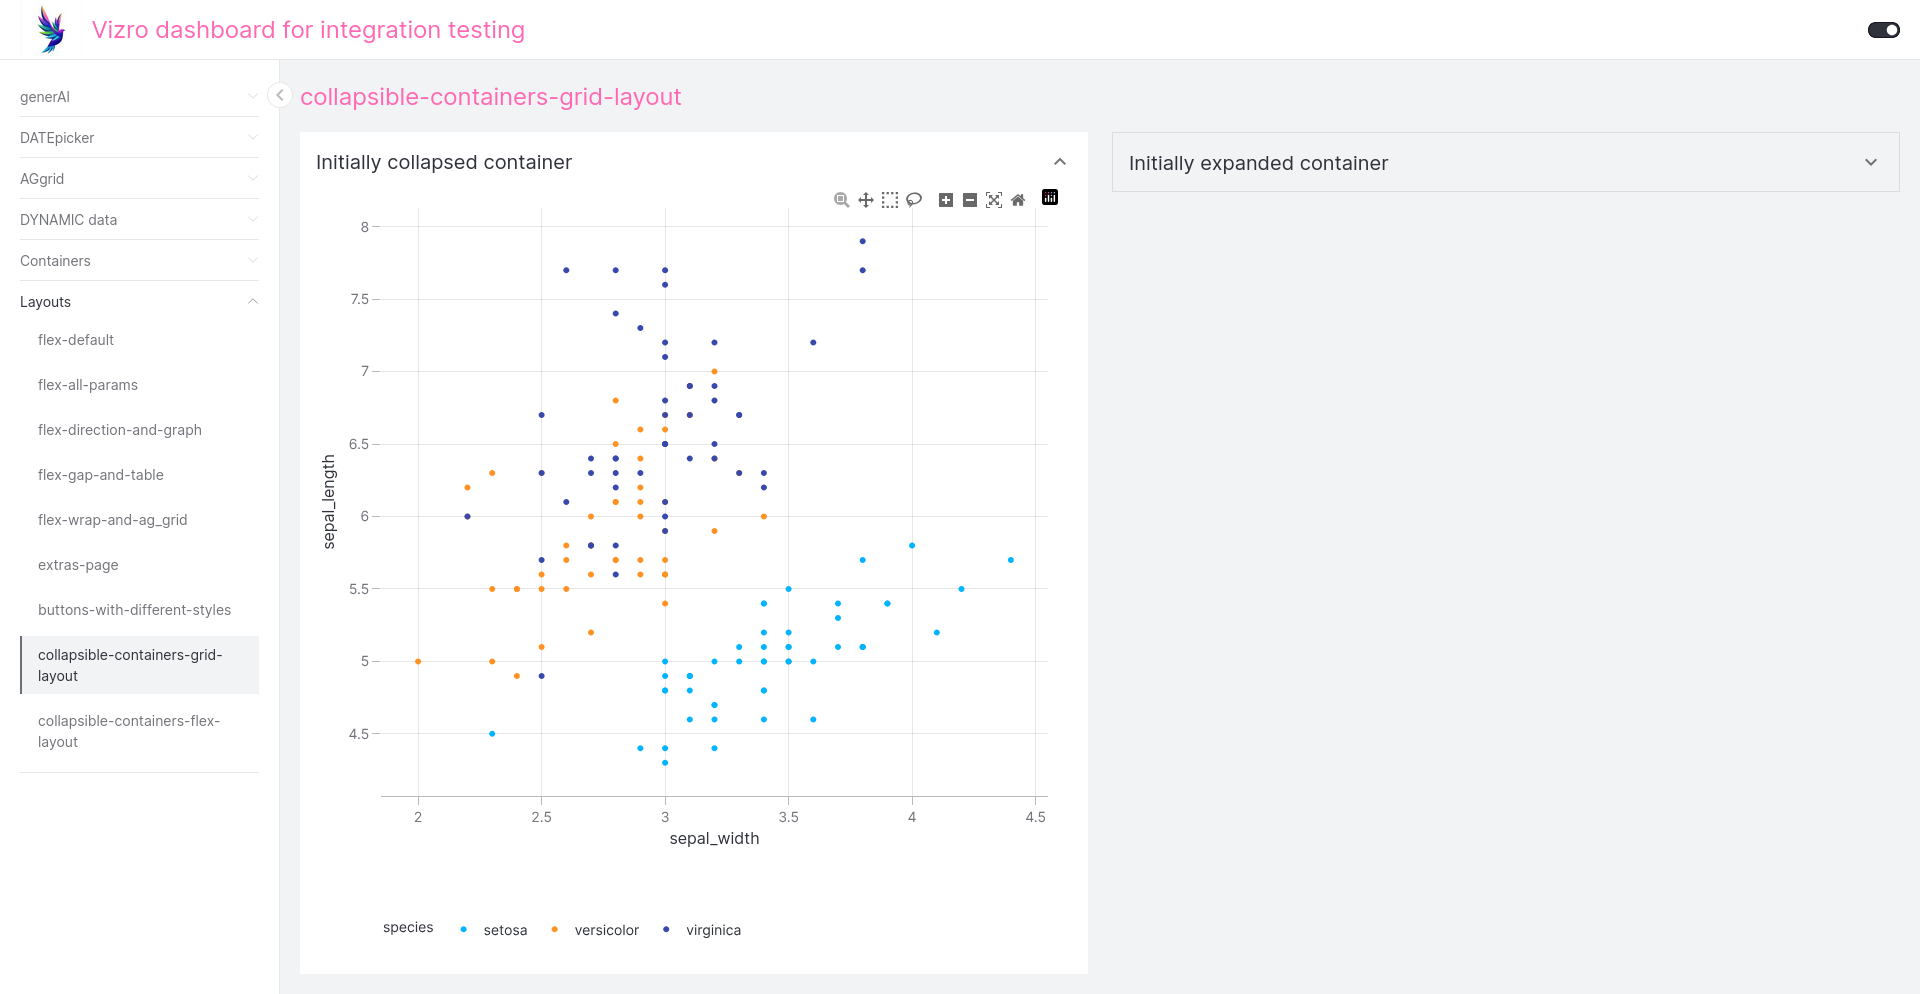 Vizro dashboard for integration testing
generAI
DATEpicker
AGgrid
DYNAMIC data
Containers
Layouts
flex-default
flex-all-params
flex-direction-and-graph
flex-gap-and-table
flex-wrap-and-ag_grid
extras-page
buttons-with-different-styles
collapsible-containers-grid-
layout
collapsible-containers-flex-
layout
collapsible-containers-grid-layout
Initially collapsed container
8
7.5
7
6.5
6
5.5
5
4.5
sepal_length
2 2.5 3 3.5 4 4.5
sepal_width
species setosa versicolor virginica
Initially expanded container